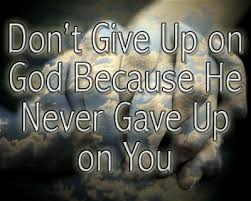 Don't Give Up on
God Because He
Never Gave Up
on You